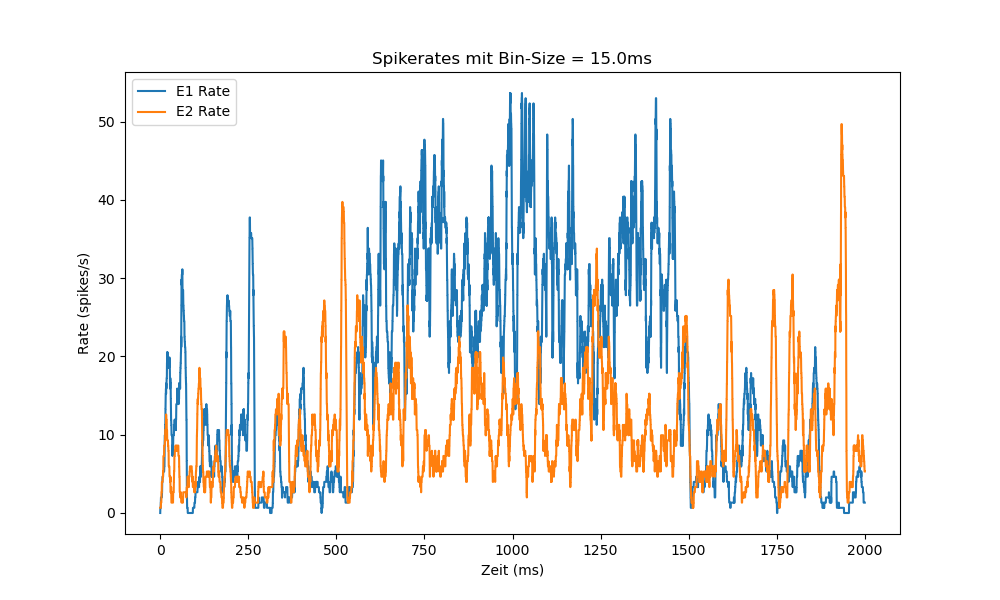 Spikerates mit Bin-Size = 15.0ms
E1 Rate
E2 Rate
Rate (spikes/s)
50
40
30
20
10
0
0 250 500 750 1000 1250 1500 1750 2000
Zeit (ms)